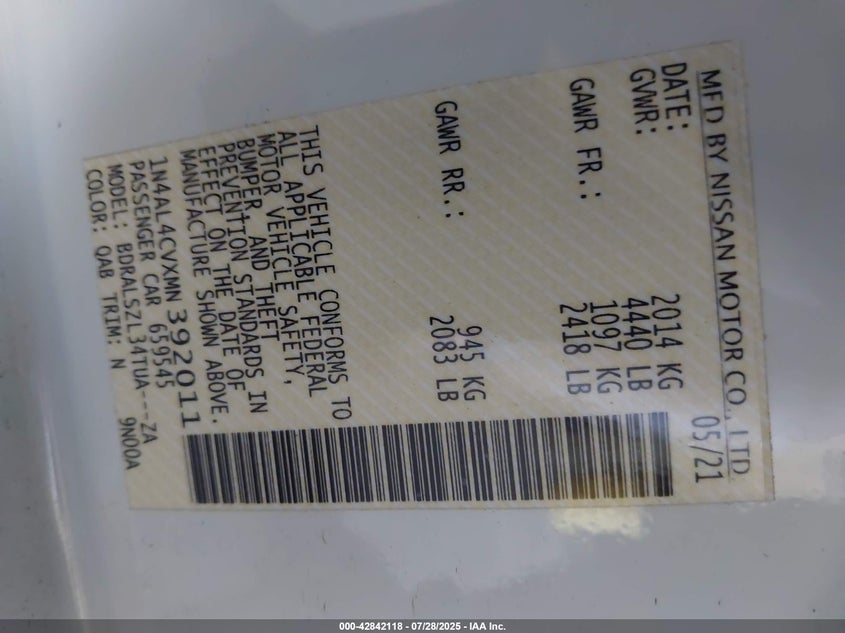 MFD BY NISSAN MOTOR CO., LTD.
DATE: 05/21
GVWR: 2014 KG
4440 LB
GAWR FR.: 1097 KG
2418 LB
GAWR RR.: 945 KG
2083 LB
THIS VEHICLE CONFORMS TO
ALL APPLICABLE FEDERAL
MOTOR VEHICLE SAFETY,
BUMPER, AND THEFT
PREVENTION STANDARDS IN
EFFECT ON THE DATE OF
MANUFACTURE SHOWN ABOVE.
1N4AL4CVXMN392011
PASSENGER CAR 659545
MODEL: BDRALSZL34TUA---ZA
COLOR: QAB TRIM: N 9N00A
000-42842118 - 07/28/2025 - IAA Inc.